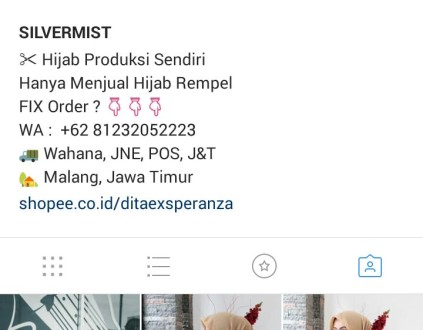 SILVERMIST
✂ Hijab Produksi Sendiri
Hanya Menjual Hijab Rempel
FIX Order ? 👇👇👇
WA : +62 81232052223
🚛 Wahana, JNE, POS, J&T
🏡 Malang, Jawa Timur
shopee.co.id/ditaexsperanza